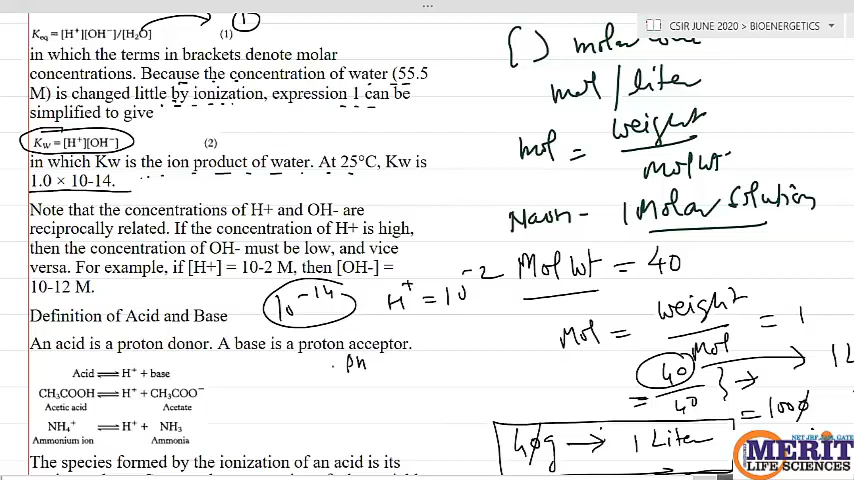 CSIR JUNE 2020 > BIOENERGETICS
Keq = [H+][OH−]/[H2O] (1)
in which the terms in brackets denote molar
concentrations. Because the concentration of water (55.5
M) is changed little by ionization, expression 1 can be
simplified to give
KW = [H+][OH−] (2)
in which Kw is the ion product of water. At 25°C, Kw is
1.0 × 10-14.
Note that the concentrations of H+ and OH- are
reciprocally related. If the concentration of H+ is high,
then the concentration of OH- must be low, and vice
versa. For example, if [H+] = 10-2 M, then [OH-] =
10-12 M.
Definition of Acid and Base
An acid is a proton donor. A base is a proton acceptor.
Acid ⇌ H+ + base
CH3COOH ⇌ H+ + CH3COO−
Acetic acid Acetate
NH4+ ⇌ H+ + NH3
Ammonium ion Ammonia
The species formed by the ionization of an acid is its
1
10^-14
H+ = 10^-2
PH
[ ] molar
mol / liter
mol = weight
mol wt
NaOH - 1 Molar solution
Mol wt = 40
Mol = weight = 1
Mol
= 40
40
= 1000
40g → 1 Liter
NET JRF, SET, GATE
MERIT
LIFE SCIENCES